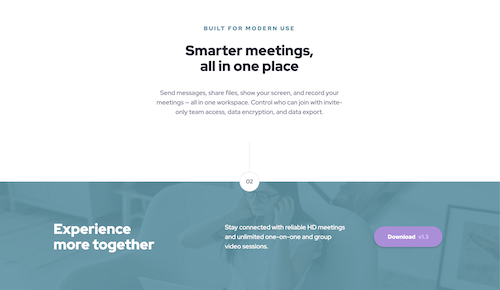 BUILT FOR MODERN USE
Smarter meetings,
all in one place
Send messages, share files, show your screen, and record your
meetings — all in one workspace. Control who can join with invite-
only team access, data encryption, and data export.
02
Experience
more together
Stay connected with reliable HD meetings
and unlimited one-on-one and group
video sessions.
Download v1.3